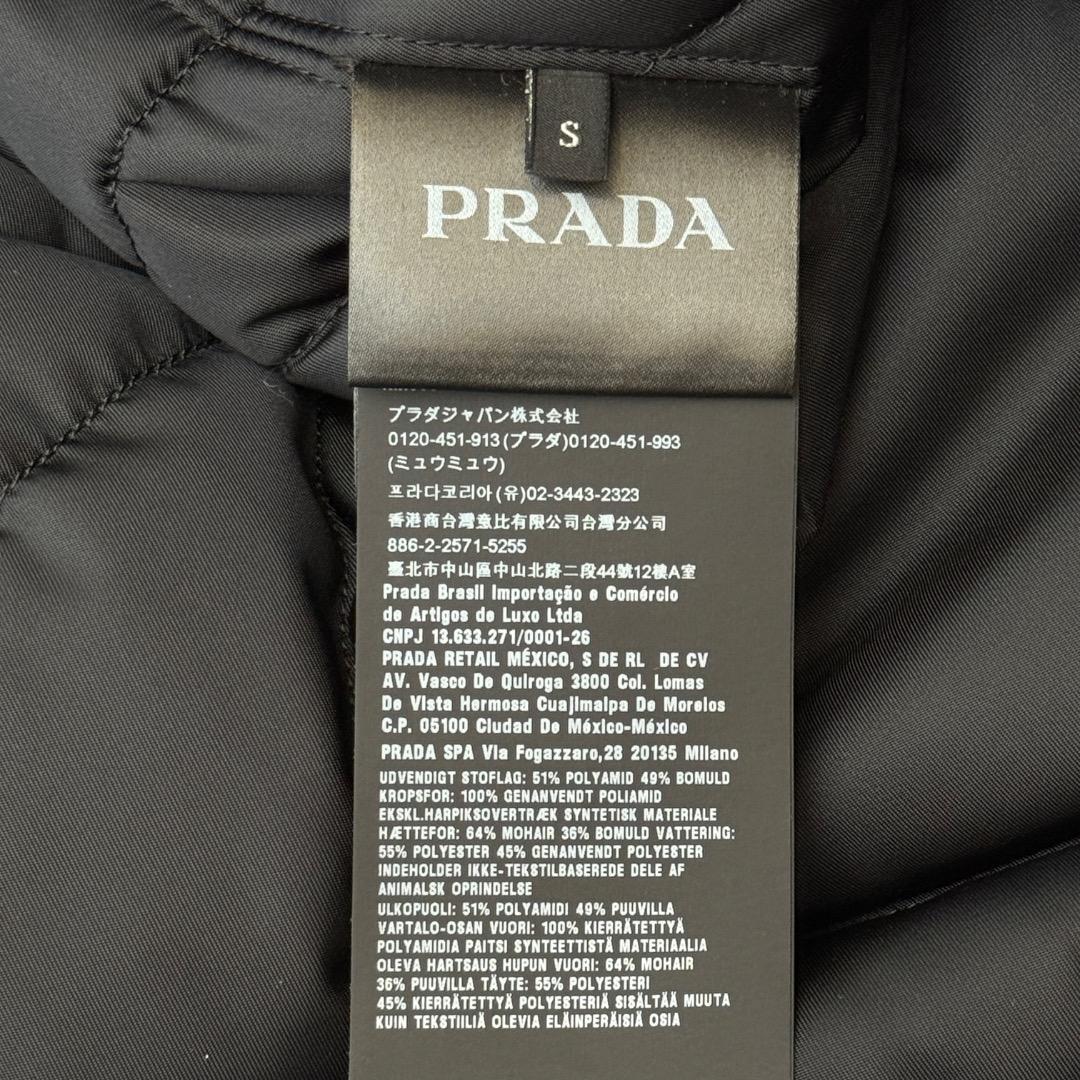 S
PRADA
プラダジャパン株式会社
0120-451-913(プラダ)0120-451-993
(ミュウミュウ)
프라다코리아(유)02-3443-2323
香港商台灣意比有限公司台灣分公司
886-2-2571-5255
臺北市中山區中山北路二段44號12樓A室
Prada Brasil Importação e Comércio
de Artigos de Luxo Ltda
CNPJ 13.633.271/0001-26
PRADA RETAIL MÉXICO, S DE RL DE CV
AV. Vasco De Quiroga 3800 Col. Lomas
De Vista Hermosa Cuajimalpa De Morelos
C.P. 05100 Ciudad De México-México
PRADA SPA Via Fogazzaro,28 20135 Milano
UDVENDIGT STOFLAG: 51% POLYAMID 49% BOMULD
KROPSFOR: 100% GENANVENDT POLIAMID
EKSKL.HARPIKSOVERTRÆK SYNTETISK MATERIALE
HÆTTEFOR: 64% MOHAIR 36% BOMULD VATTERING:
55% POLYESTER 45% GENANVENDT POLYESTER
INDEHOLDER IKKE-TEKSTILBASEREDE DELE AF
ANIMALSK OPRINDELSE
ULKOPUOLI: 51% POLYAMIDI 49% PUUVILLA
VARTALO-OSAN VUORI: 100% KIERRÄTETTYÄ
POLYAMIDIA PAITSI SYNTEETTISTÄ MATERIAALIA
OLEVA HARTSAUS HUPUN VUORI: 64% MOHAIR
36% PUUVILLA TÄYTE: 55% POLYESTERI
45% KIERRÄTETTYÄ POLYESTERIÄ SISÄLTÄÄ MUUTA
KUIN TEKSTIILIÄ OLEVIA ELÄINPERÄISIÄ OSIA